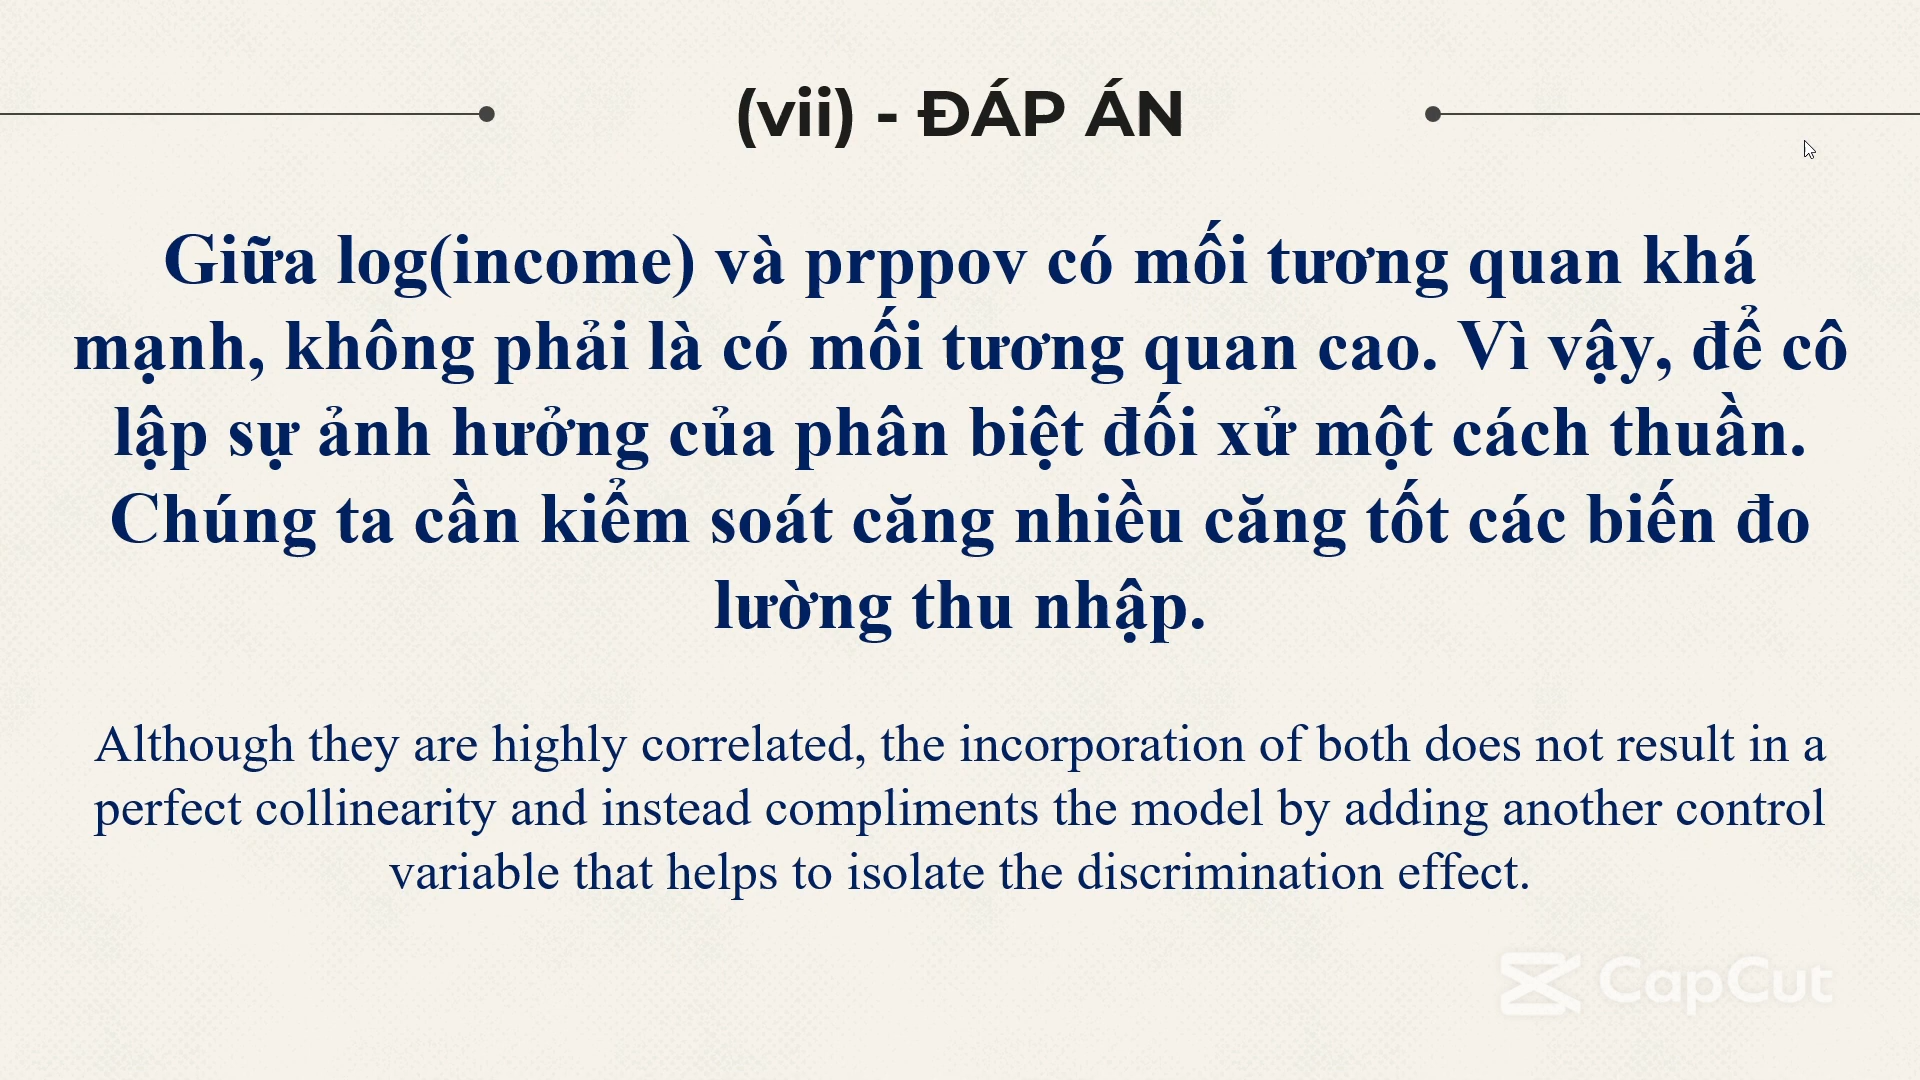 (vii) - ĐÁP ÁN
Giữa log(income) và prppov có mối tương quan khá
mạnh, không phải là có mối tương quan cao. Vì vậy, để cô
lập sự ảnh hưởng của phân biệt đối xử một cách thuần.
Chúng ta cần kiểm soát căng nhiều căng tốt các biến đo
lường thu nhập.
Although they are highly correlated, the incorporation of both does not result in a
perfect collinearity and instead compliments the model by adding another control
variable that helps to isolate the discrimination effect.
CapCut